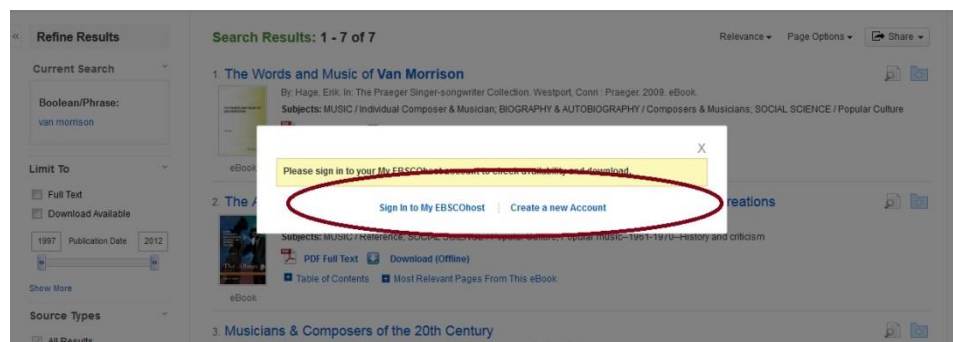 « Refine Results
Current Search
Boolean/Phrase:
van morrison
Limit To
Full Text
Download Available
1997 Publication Date 2012
Show More
Source Types
All Results
Search Results: 1 - 7 of 7
Relevance Page Options Share
1. The Words and Music of Van Morrison
By: Hage, Erik. In: The Praeger Singer-songwriter Collection. Westport, Conn : Praeger. 2009. eBook.
Subjects: MUSIC / Individual Composer & Musician; BIOGRAPHY & AUTOBIOGRAPHY / Composers & Musicians; SOCIAL SCIENCE / Popular Culture
eBook
X
Please sign in to your My EBSCOhost account to check availability and download.
Sign In to My EBSCOhost | Create a new Account
2. The A reations
Subjects: MUSIC / Reference; SOCIAL SCIENCE / Popular Culture; Popular music--1961-1970--History and criticism
PDF Full Text Download (Offline)
Table of Contents Most Relevant Pages From This eBook
eBook
3. Musicians & Composers of the 20th Century